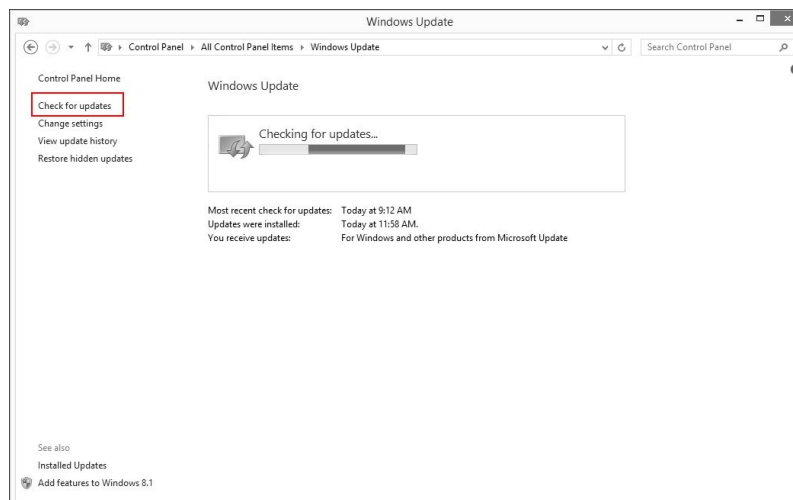 Windows Update
Control Panel All Control Panel Items Windows Update
Search Control Panel
Control Panel Home
Check for updates
Change settings
View update history
Restore hidden updates
Windows Update
Checking for updates...
Most recent check for updates: Today at 9:12 AM
Updates were installed: Today at 11:58 AM.
You receive updates: For Windows and other products from Microsoft Update
See also
Installed Updates
Add features to Windows 8.1